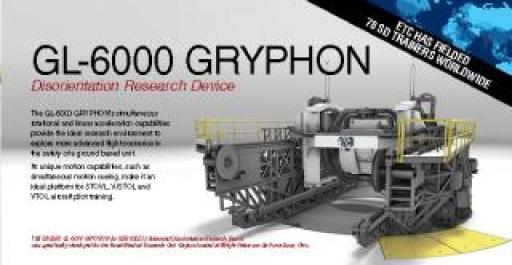 ETC HAS FIELDED
79 SD TRAINERS WORLDWIDE
GL-6000 GRYPHON
Disorientation Research Device
The GL-6000 GRYPHON's simultaneous
rotational and linear acceleration capabilities
provide the ideal research environment to
explore more advanced flight scenarios in
the safety of a ground based unit.
Its unique motion capabilities, such as
simultaneous motion cueing, make it an
ideal platform for STOVL, V/STOL and
VTOL aircraft pilot training.